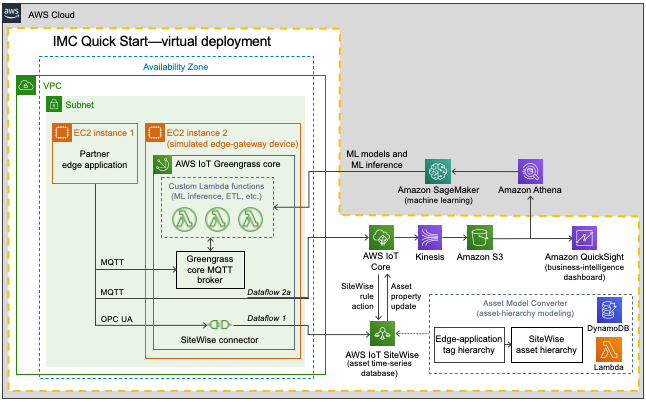 aws
AWS Cloud
IMC Quick Start—virtual deployment
Availability Zone
VPC
Subnet
EC2 instance 1
Partner
edge application
EC2 instance 2
(simulated edge-gateway device)
AWS IoT Greengrass core
Custom Lambda functions
(ML inference, ETL, etc.)
Greengrass
core MQTT
broker
MQTT
MQTT
Dataflow 2a
OPC UA
Dataflow 1
SiteWise connector
ML models and
ML inference
Amazon SageMaker
(machine learning)
Amazon Athena
AWS IoT
Core
Kinesis
Amazon S3
Amazon QuickSight
(business-intelligence
dashboard)
SiteWise
rule
action
Asset
property
update
AWS IoT SiteWise
(asset time-series
database)
Asset Model Converter
(asset-hierarchy modeling)
DynamoDB
Edge-application
tag hierarchy
SiteWise
asset hierarchy
Lambda